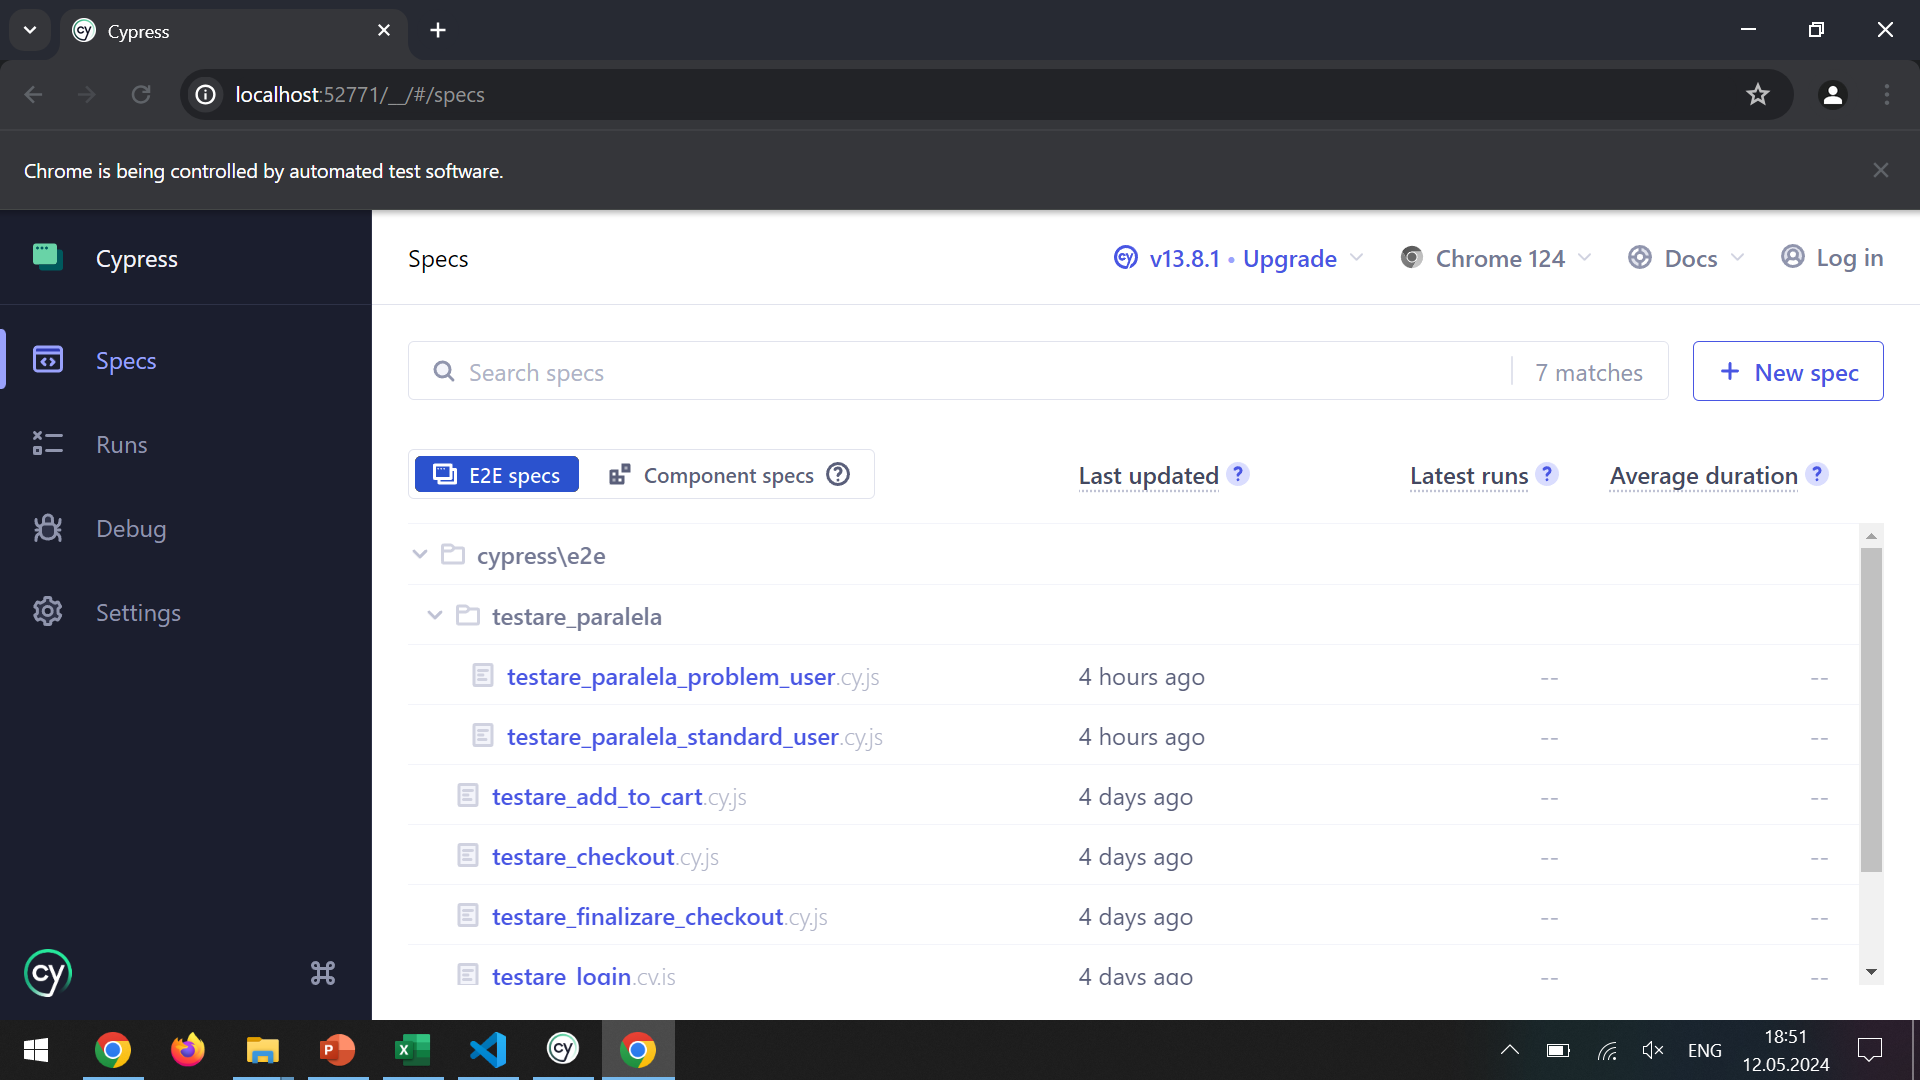 Cypress
localhost:52771/__/#/specs
Chrome is being controlled by automated test software.
Cypress
Specs
v13.8.1 • Upgrade
Chrome 124
Docs
Log in
Specs
Runs
Debug
Settings
Search specs
7 matches
+ New spec
E2E specs
Component specs ?
Last updated ?
Latest runs ?
Average duration ?
cypress\e2e
testare_paralela
testare_paralela_problem_user.cy.js 4 hours ago -- --
testare_paralela_standard_user.cy.js 4 hours ago -- --
testare_add_to_cart.cy.js 4 days ago -- --
testare_checkout.cy.js 4 days ago -- --
testare_finalizare_checkout.cy.js 4 days ago -- --
testare_login.cy.js 4 days ago -- --
cy
ENG
18:51
12.05.2024